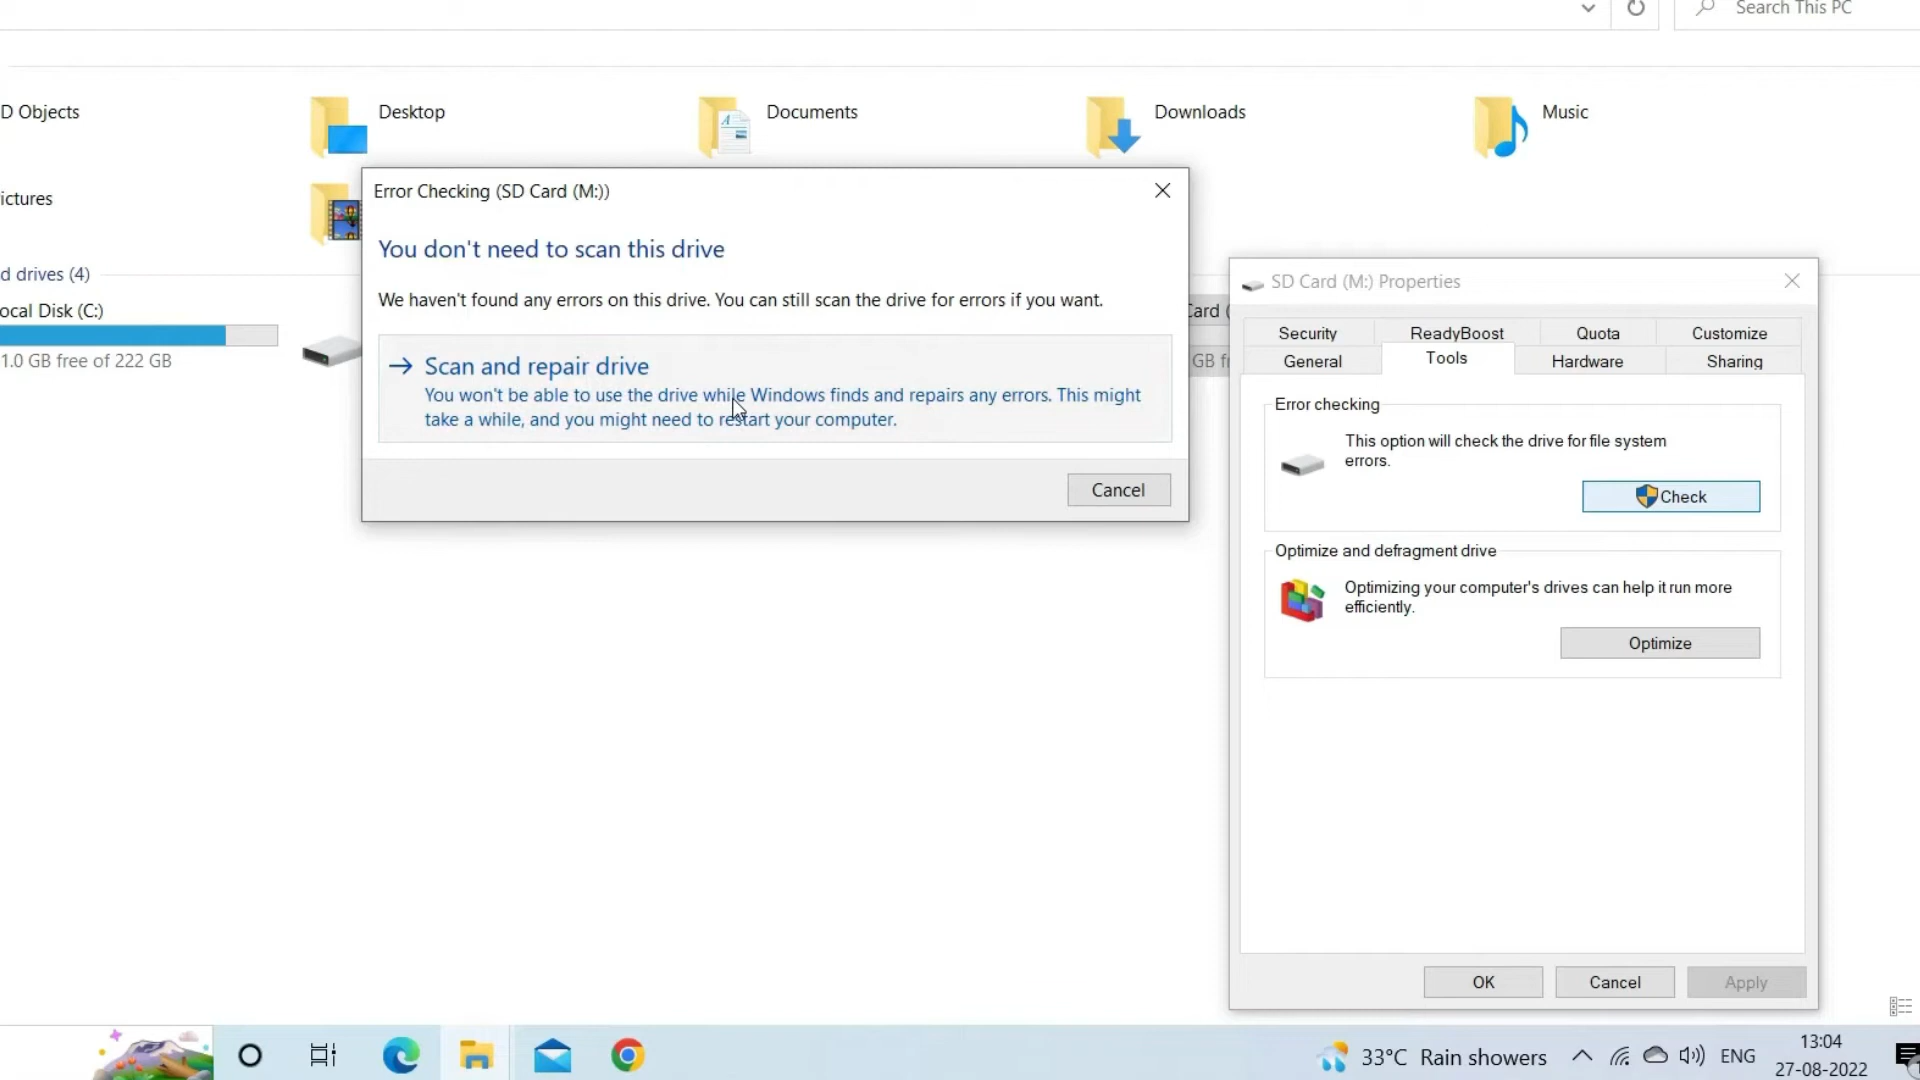 Search This PC
D Objects
Desktop
Documents
Downloads
Music
ictures
d drives (4)
ocal Disk (C:)
1.0 GB free of 222 GB
Card (
GB fr
Error Checking (SD Card (M:))
You don't need to scan this drive
We haven't found any errors on this drive. You can still scan the drive for errors if you want.
Scan and repair drive
You won't be able to use the drive while Windows finds and repairs any errors. This might
take a while, and you might need to restart your computer.
Cancel
SD Card (M:) Properties
Security
ReadyBoost
Quota
Customize
General
Tools
Hardware
Sharing
Error checking
This option will check the drive for file system
errors.
Check
Optimize and defragment drive
Optimizing your computer's drives can help it run more
efficiently.
Optimize
OK
Cancel
Apply
33°C Rain showers
ENG
13:04
27-08-2022